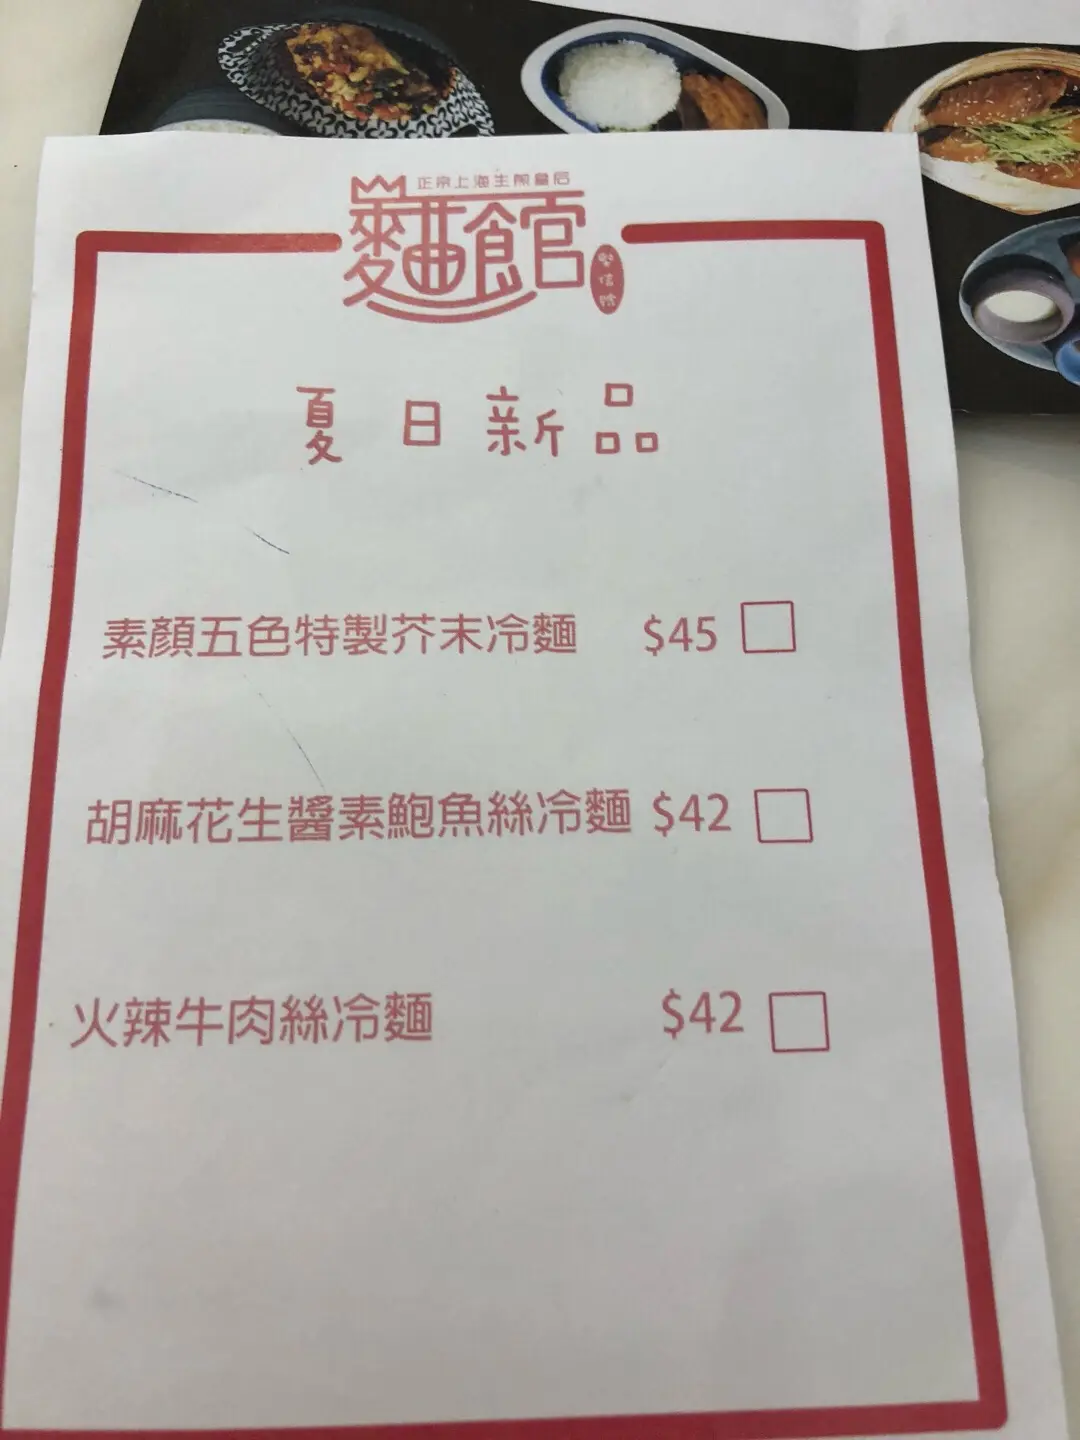 正宗上海生煎皇后
麵館
夏日新品
素顏五色特製芥末冷麵 $45
胡麻花生醬素鮑魚絲冷麵 $42
火辣牛肉絲冷麵 $42